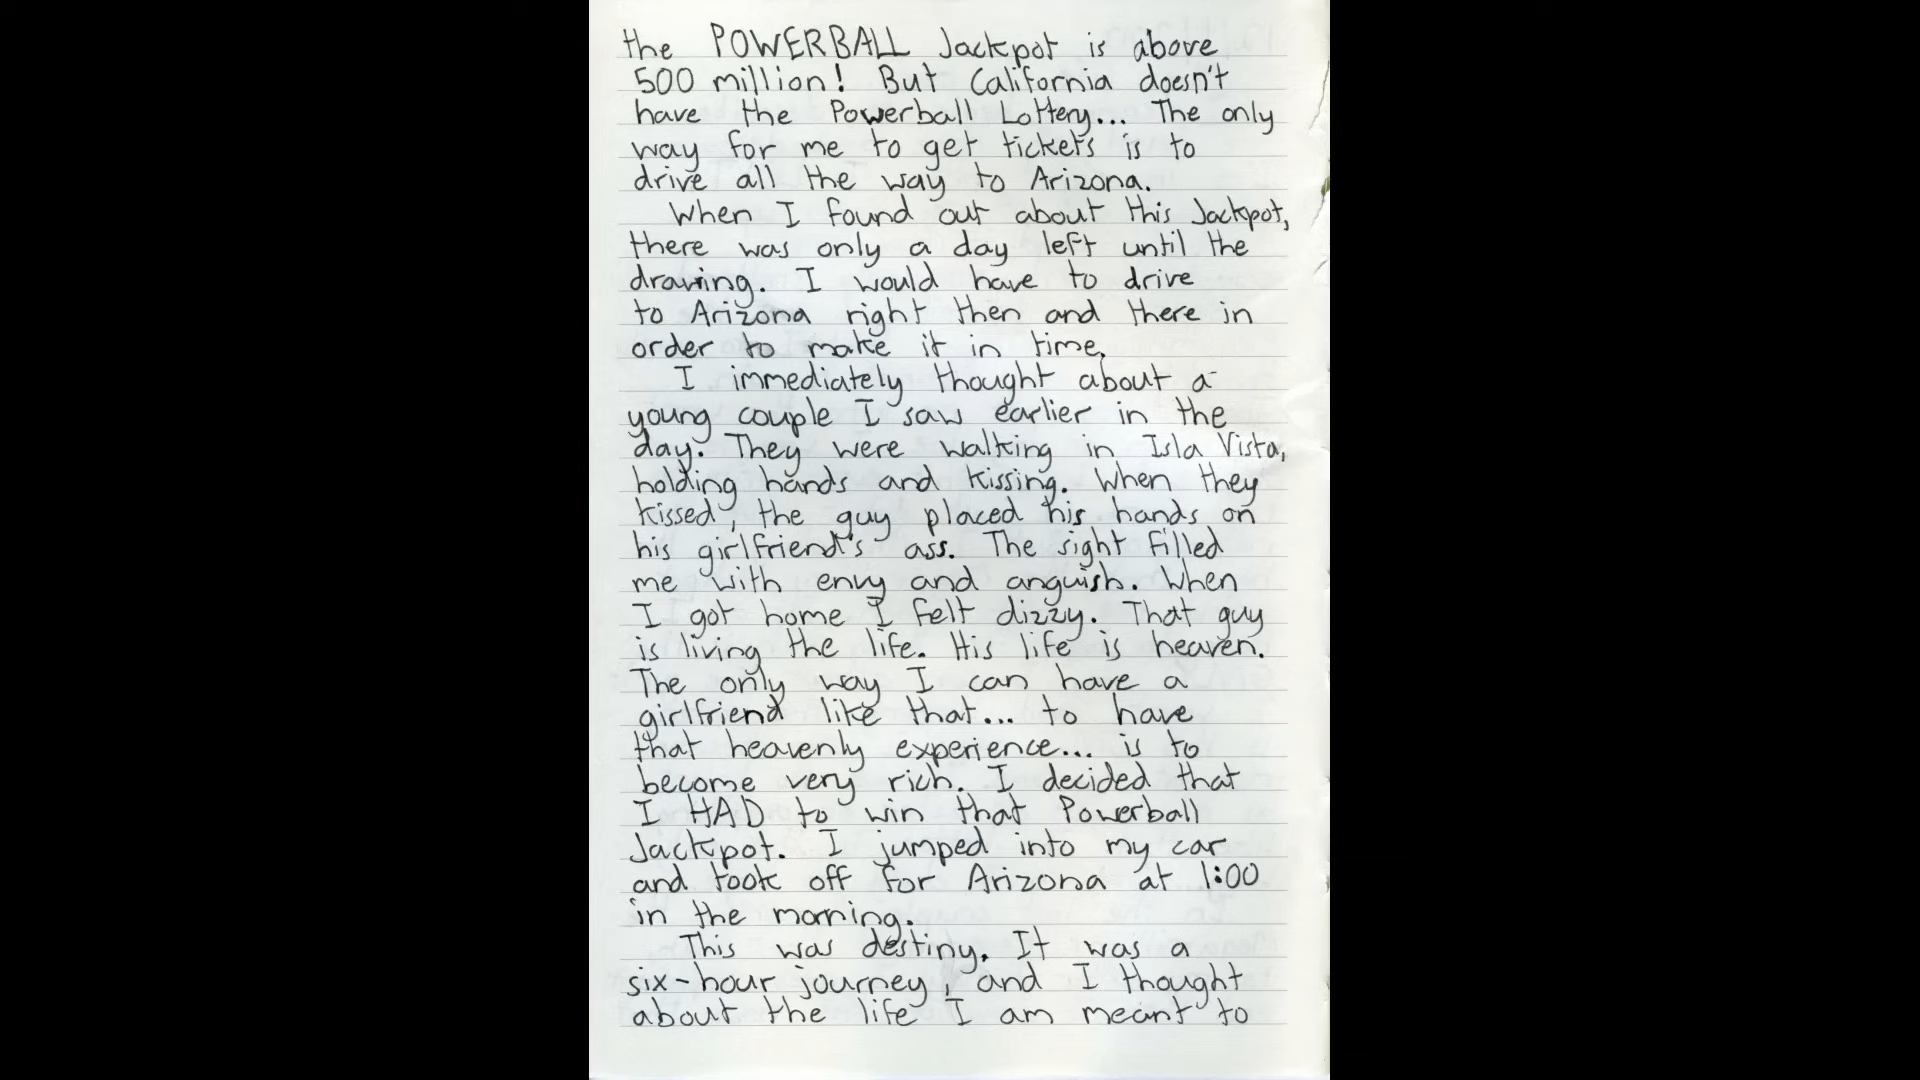 the POWERBALL Jackpot is above
500 million! But California doesn't
have the Powerball Lottery... The only
way for me to get tickets is to
drive all the way to Arizona.
When I found out about this Jackpot,
there was only a day left until the
drawing. I would have to drive
to Arizona right then and there in
order to make it in time.
I immediately thought about a
young couple I saw earlier in the
day. They were walking in Isla Vista,
holding hands and kissing. When they
kissed, the guy placed his hands on
his girlfriend's ass. The sight filled
me with envy and anguish. When
I got home I felt dizzy. That guy
is living the life. His life is heaven.
The only way I can have a
girlfriend like that... to have
that heavenly experience... is to
become very rich. I decided that
I HAD to win that Powerball
Jackpot. I jumped into my car
and took off for Arizona at 1:00
in the morning.
This was destiny. It was a
six-hour journey, and I thought
about the life I am meant to